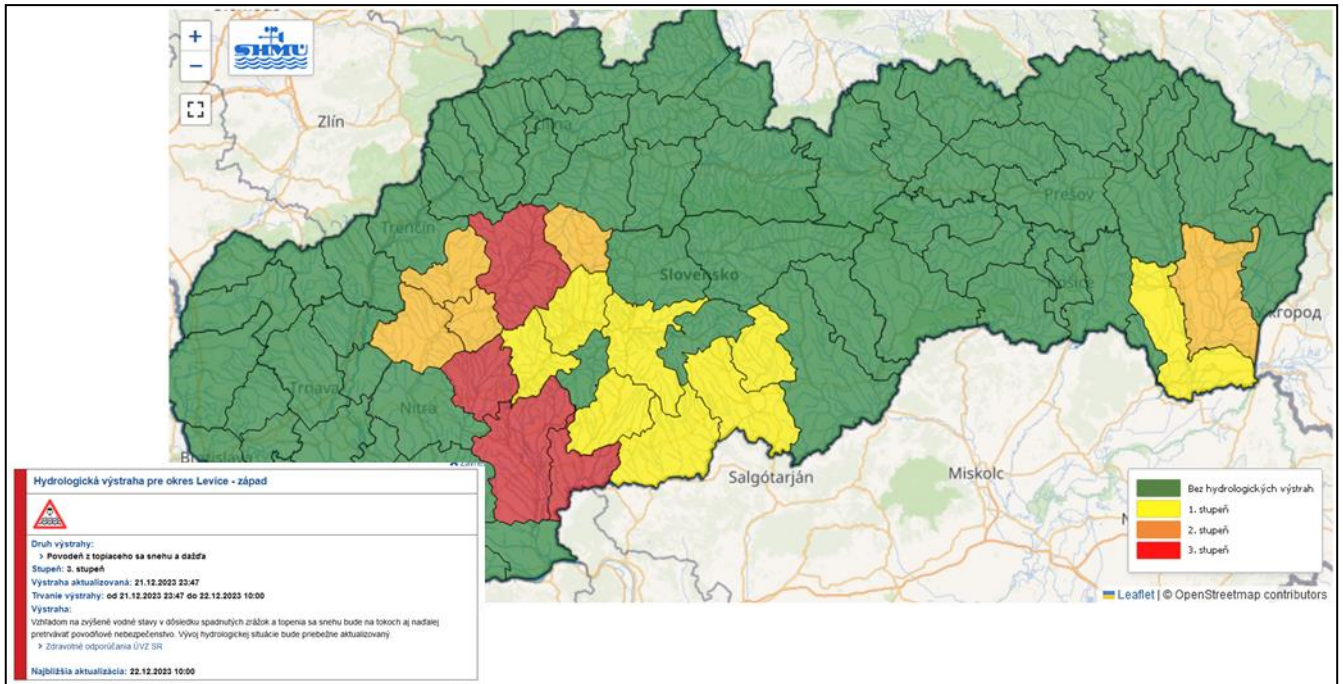 +
−
SHMÚ
Zlín
Žilina
Trenčín
Prešov
Slovensko
Košice
Ужгород
Trnava
Nitra
Bratislava
Salgótarján
Miskolc
Bez hydrologických výstrah
1. stupeň
2. stupeň
3. stupeň
Leaflet | © OpenStreetmap contributors
Hydrologická výstraha pre okres Levice - západ
Druh výstrahy:
> Povodeň z topiaceho sa snehu a dažďa
Stupeň: 3. stupeň
Výstraha aktualizovaná: 21.12.2023 23:47
Trvanie výstrahy: od 21.12.2023 23:47 do 22.12.2023 10:00
Výstraha:
Vzhľadom na zvýšené vodné stavy v dôsledku spadnutých zrážok a topenia sa snehu bude na tokoch aj naďalej
pretrvávať povodňové nebezpečenstvo. Vývoj hydrologickej situácie bude priebežne aktualizovaný.
> Zdravotné odporúčania ÚVZ SR
Najbližšia aktualizácia: 22.12.2023 10:00